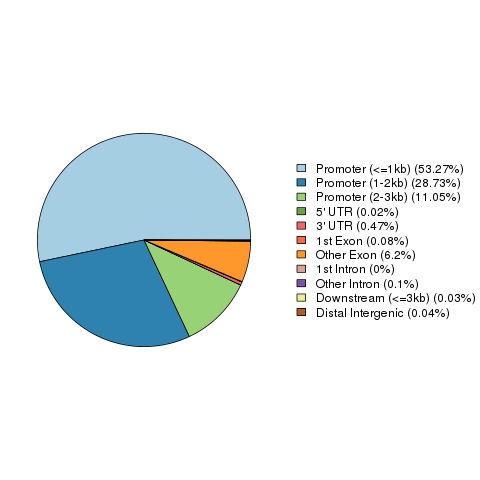 Promoter (<=1kb) (53.27%)
Promoter (1-2kb) (28.73%)
Promoter (2-3kb) (11.05%)
5' UTR (0.02%)
3' UTR (0.47%)
1st Exon (0.08%)
Other Exon (6.2%)
1st Intron (0%)
Other Intron (0.1%)
Downstream (<=3kb) (0.03%)
Distal Intergenic (0.04%)